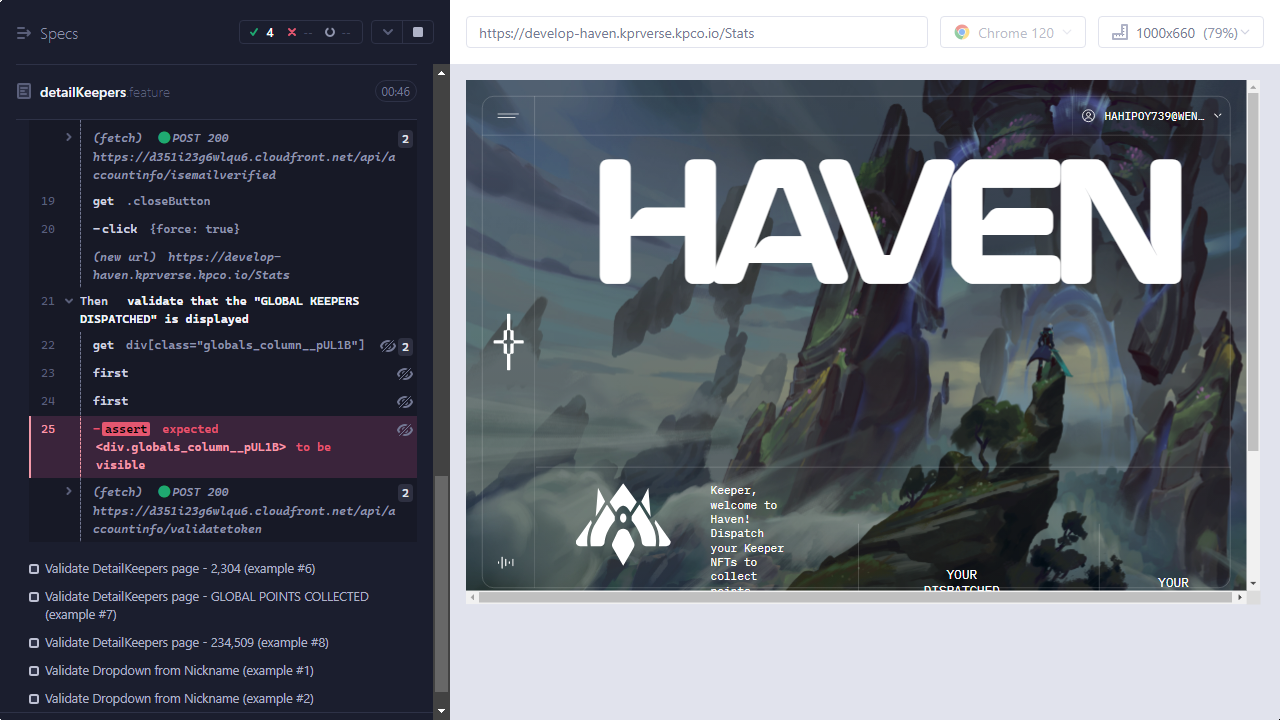 Specs
4
--
--
https://develop-haven.kprverse.kpco.io/Stats
Chrome 120
1000x660 (79%)
detailKeepers.feature
00:46
(fetch) POST 200
2
https://d351i23g6wlqu6.cloudfront.net/api/a
ccountinfo/isemailverified
19 get .closeButton
20 -click {force: true}
(new url) https://develop-
haven.kprverse.kpco.io/Stats
21 Then validate that the "GLOBAL KEEPERS
DISPATCHED" is displayed
22 get div[class="globals_column__pUL1B"] 2
23 first
24 first
25 -assert expected
<div.globals_column__pUL1B> to be
visible
(fetch) POST 200
2
https://d351i23g6wlqu6.cloudfront.net/api/a
ccountinfo/validatetoken
Validate DetailKeepers page - 2,304 (example #6)
Validate DetailKeepers page - GLOBAL POINTS COLLECTED
(example #7)
Validate DetailKeepers page - 234,509 (example #8)
Validate Dropdown from Nickname (example #1)
Validate Dropdown from Nickname (example #2)
HAHIPOY739@WEN…
HAVEN
Keeper,
welcome to
Haven!
Dispatch
your Keeper
NFTs to
collect
points
YOUR
DISPATCHED
YOUR